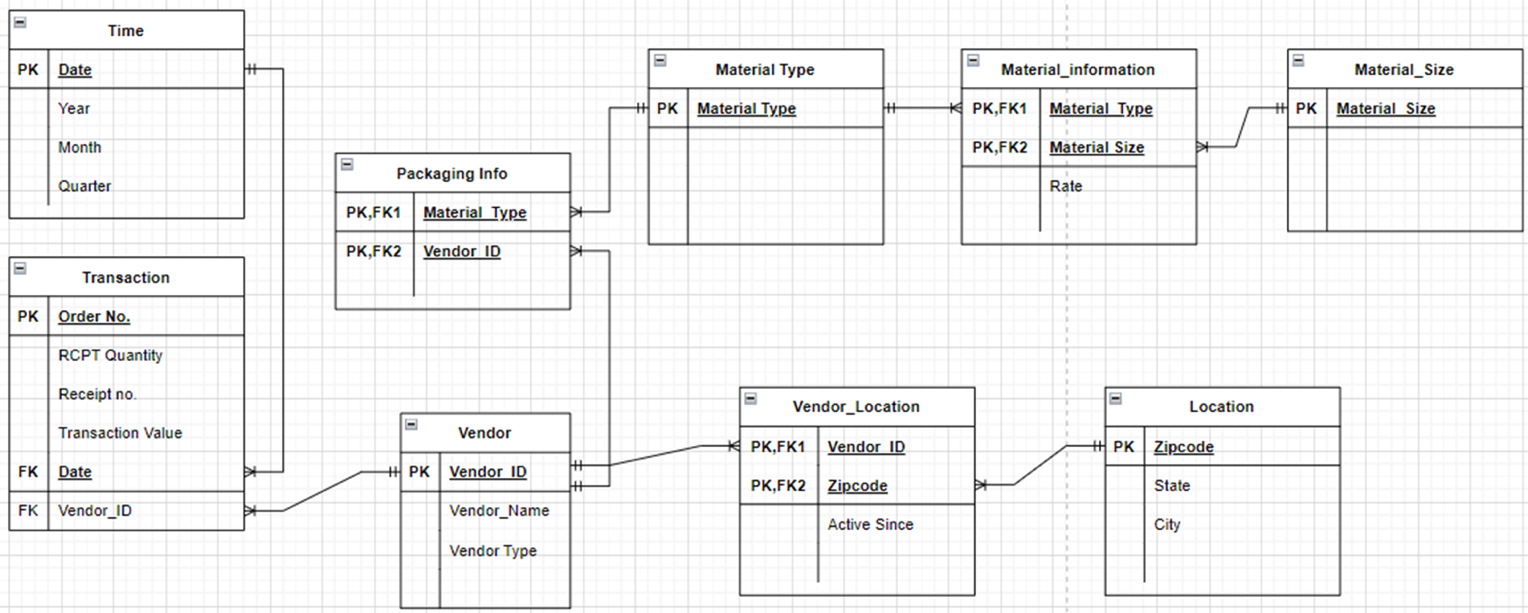 Time
PK Date
Year
Month
Quarter
Transaction
PK Order No.
RCPT Quantity
Receipt no.
Transaction Value
FK Date
FK Vendor_ID
Packaging Info
PK,FK1 Material_Type
PK,FK2 Vendor_ID
Vendor
PK Vendor_ID
Vendor_Name
Vendor Type
Material Type
PK Material Type
Material_information
PK,FK1 Material_Type
PK,FK2 Material Size
Rate
Material_Size
PK Material_Size
Vendor_Location
PK,FK1 Vendor_ID
PK,FK2 Zipcode
Active Since
Location
PK Zipcode
State
City